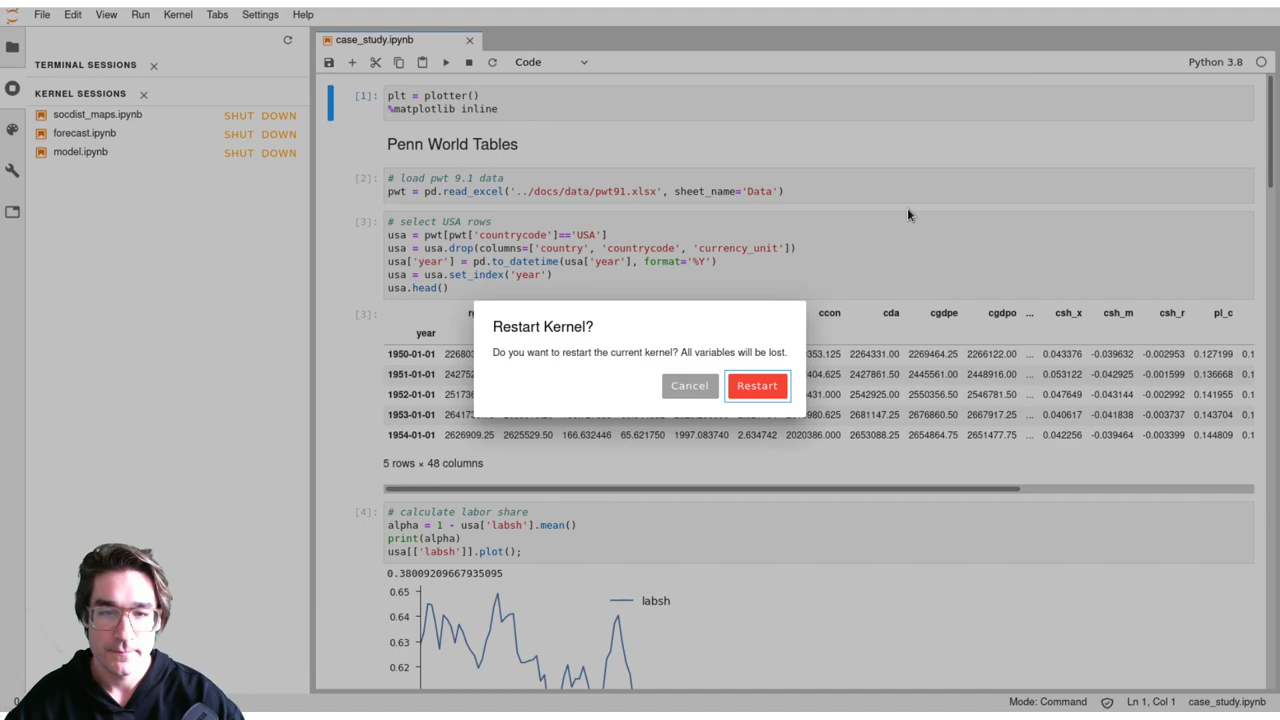 File Edit View Run Kernel Tabs Settings Help
TERMINAL SESSIONS
KERNEL SESSIONS
socdist_maps.ipynb SHUT DOWN
forecast.ipynb SHUT DOWN
model.ipynb SHUT DOWN
case_study.ipynb
Code
Python 3.8
[1]: plt = plotter()
%matplotlib inline
Penn World Tables
[2]: # load pwt 9.1 data
pwt = pd.read_excel('../docs/data/pwt91.xlsx', sheet_name='Data')
[3]: # select USA rows
usa = pwt[pwt['countrycode']=='USA']
usa = usa.drop(columns=['country', 'countrycode', 'currency_unit'])
usa['year'] = pd.to_datetime(usa['year'], format='%Y')
usa = usa.set_index('year')
usa.head()
[3]: ccon cda cgdpe cgdpo ... csh_x csh_m csh_r pl_c
year
1950-01-01 2264331.00 2269464.25 2266122.00 ... 0.043376 -0.039632 -0.002953 0.127199
1951-01-01 2427861.50 2445561.00 2448916.00 ... 0.053122 -0.042925 -0.001599 0.136668
1952-01-01 2542925.00 2550356.50 2546781.50 ... 0.047649 -0.043144 -0.002992 0.141955
1953-01-01 2681147.25 2676860.50 2667917.25 ... 0.040617 -0.041838 -0.003737 0.143704
1954-01-01 2626909.25 2625529.50 166.632446 65.621750 1997.083740 2.634742 2020386.000 2653088.25 2654864.75 2651477.75 ... 0.042256 -0.039464 -0.003399 0.144809
5 rows × 48 columns
Restart Kernel?
Do you want to restart the current kernel? All variables will be lost.
Cancel Restart
[4]: # calculate labor share
alpha = 1 - usa['labsh'].mean()
print(alpha)
usa[['labsh']].plot();
0.38009209667935095
0.65
labsh
0.64
0.63
0.62
Mode: Command Ln 1, Col 1 case_study.ipynb